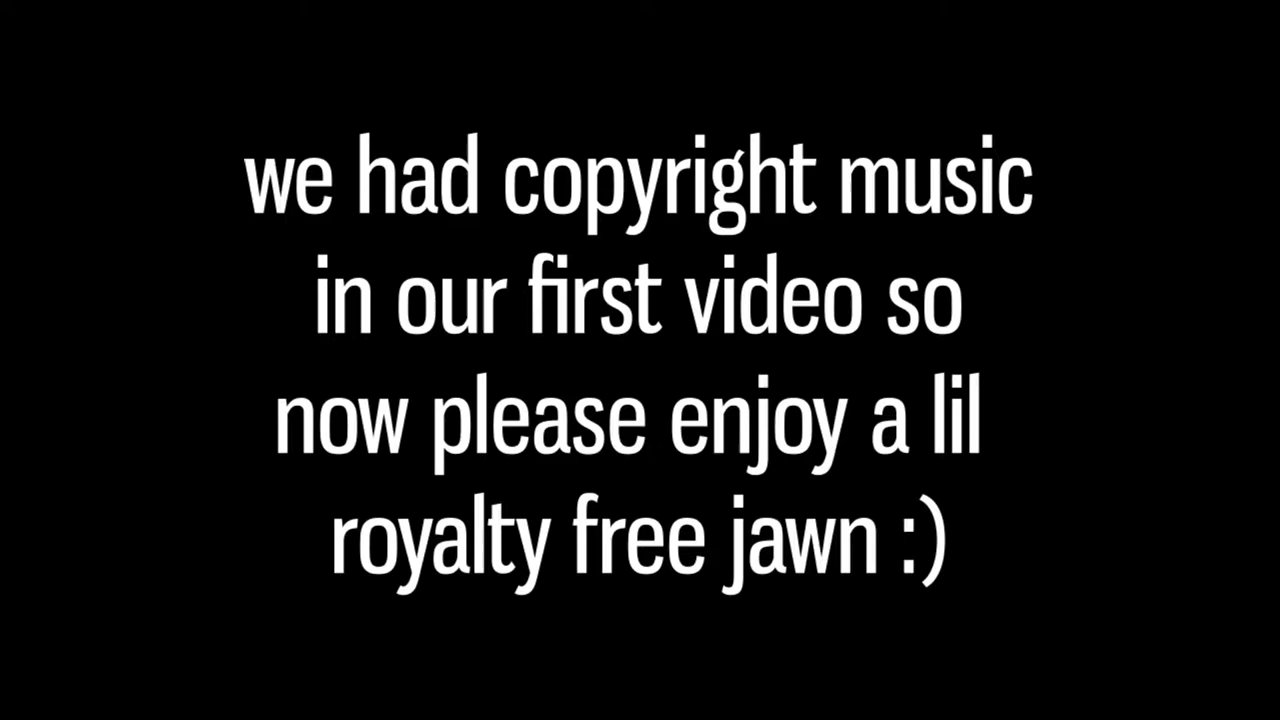 we had copyright music
in our first video so
now please enjoy a lil
royalty free jawn :)